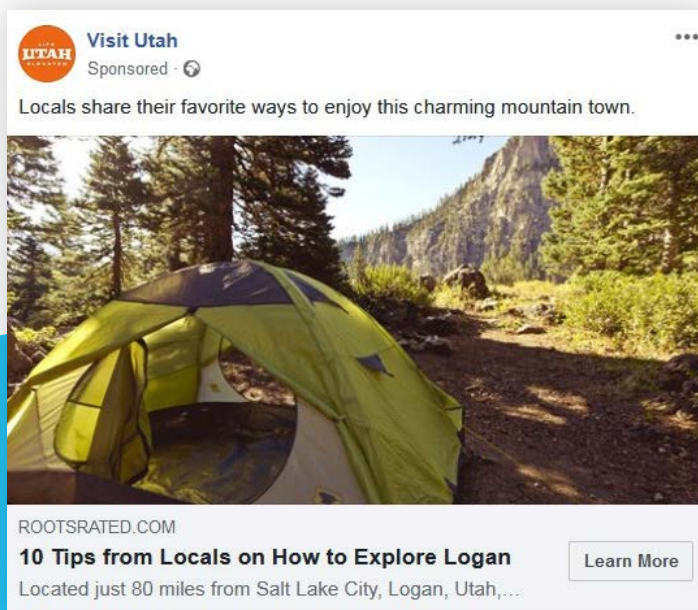 LIFE
UTAH
ELEVATED
Visit Utah
Sponsored ·
Locals share their favorite ways to enjoy this charming mountain town.
ROOTSRATED.COM
10 Tips from Locals on How to Explore Logan
Learn More
Located just 80 miles from Salt Lake City, Logan, Utah,...